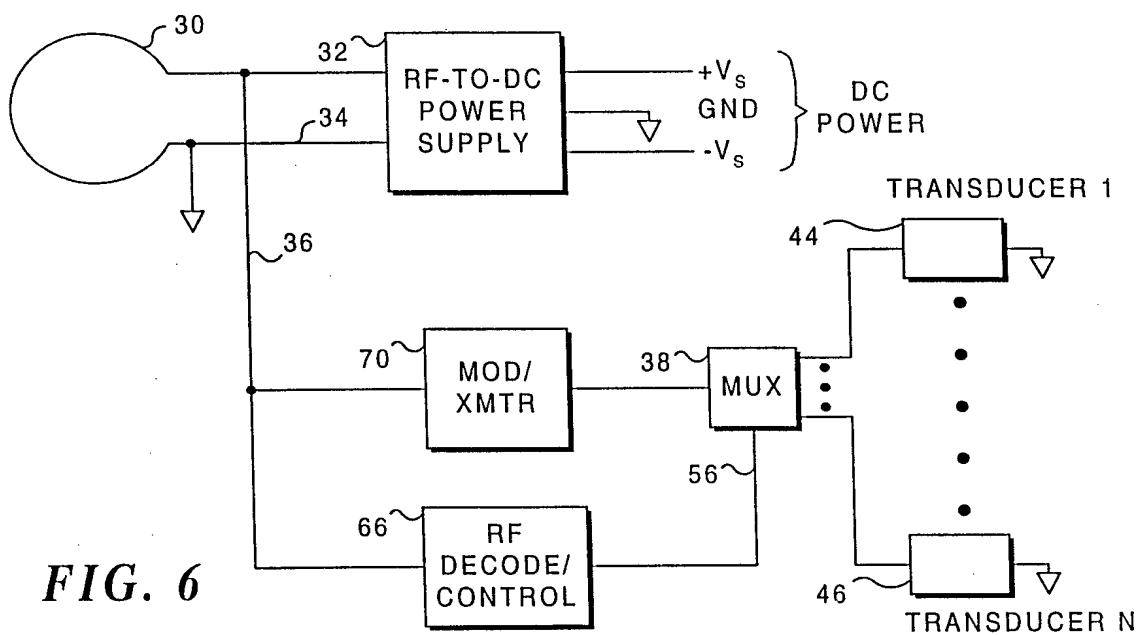 30
32
RF-TO-DC
POWER
SUPPLY
34
+Vs
GND
-Vs
DC
POWER
TRANSDUCER 1
44
36
70
MOD/
XMTR
38
MUX
56
66
RF
DECODE/
CONTROL
46
TRANSDUCER N
FIG. 6